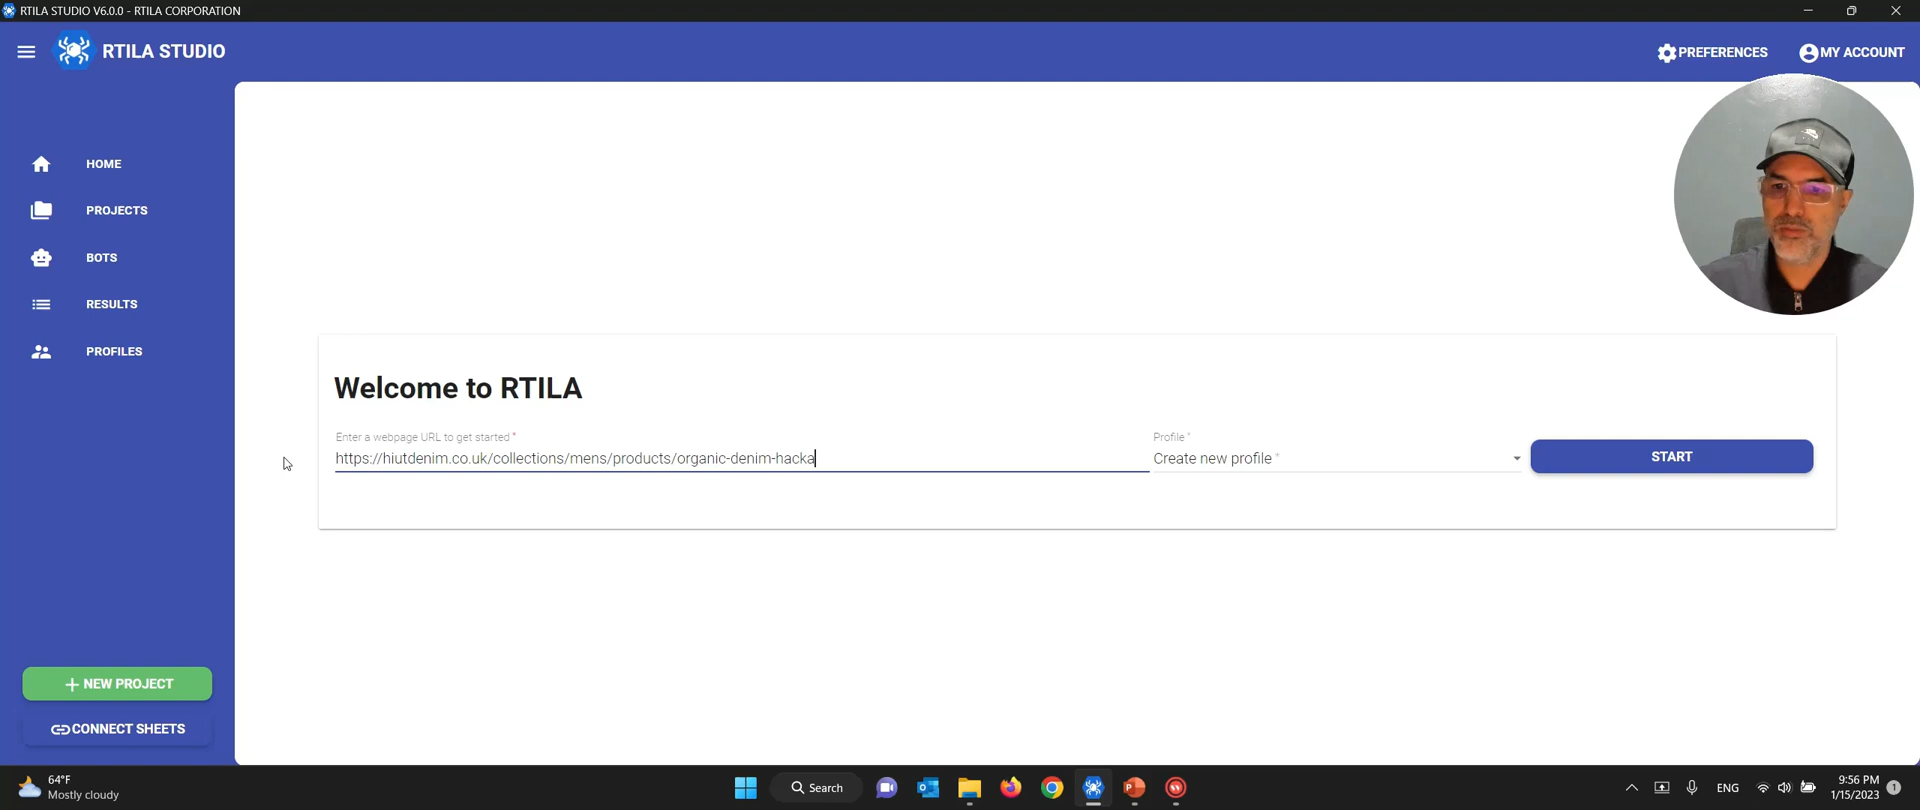 RTILA STUDIO V6.0.0 - RTILA CORPORATION
RTILA STUDIO
PREFERENCES
MY ACCOUNT
HOME
PROJECTS
BOTS
RESULTS
PROFILES
Welcome to RTILA
Enter a webpage URL to get started *
Profile *
https://hiutdenim.co.uk/collections/mens/products/organic-denim-hacka
Create new profile *
START
+ NEW PROJECT
CONNECT SHEETS
64°F
Mostly cloudy
Search
ENG
9:56 PM
1/15/2023
1